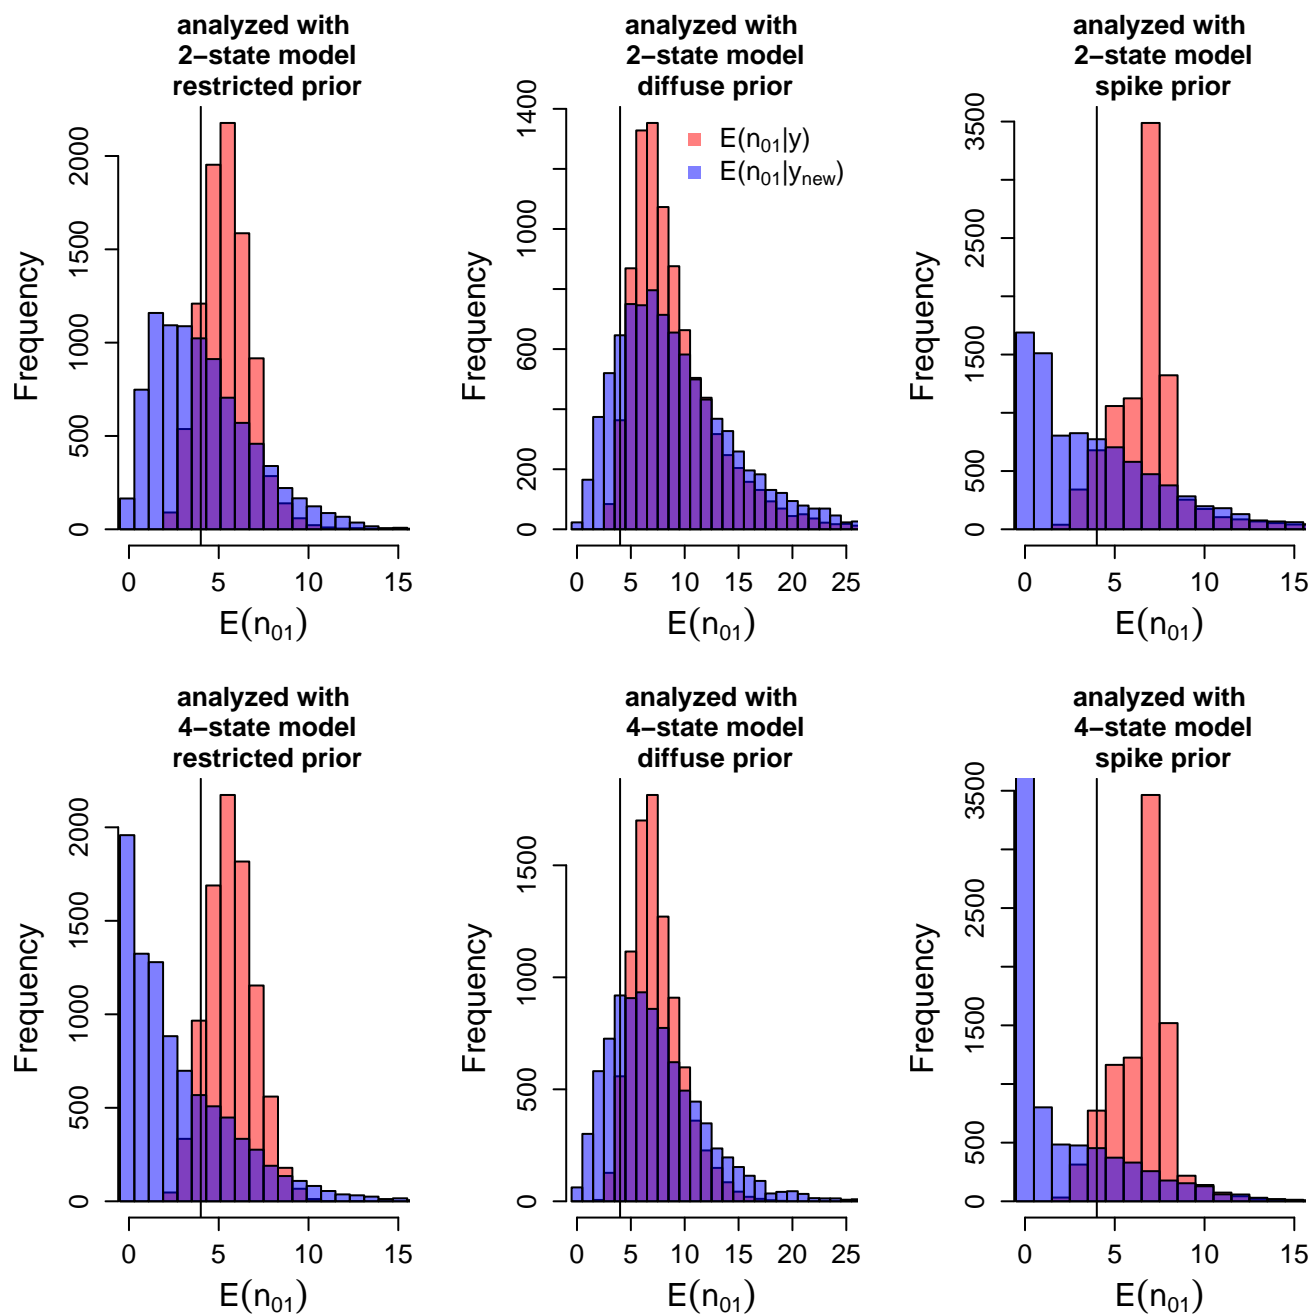 analyzed with
2−state model
restricted prior
Frequency
2000
1500
1000
500
0
0 5 10 15
E(n₀₁)
analyzed with
2−state model
diffuse prior
E(n₀₁|y)
E(n₀₁|yₙₑw)
Frequency
1400
1000
600
200
0
0 5 10 15 20 25
E(n₀₁)
analyzed with
2−state model
spike prior
Frequency
3500
2500
1500
500
0
0 5 10 15
E(n₀₁)
analyzed with
4−state model
restricted prior
Frequency
2000
1500
1000
500
0
0 5 10 15
E(n₀₁)
analyzed with
4−state model
diffuse prior
Frequency
1500
1000
500
0
0 5 10 15 20 25
E(n₀₁)
analyzed with
4−state model
spike prior
Frequency
3500
2500
1500
500
0
0 5 10 15
E(n₀₁)